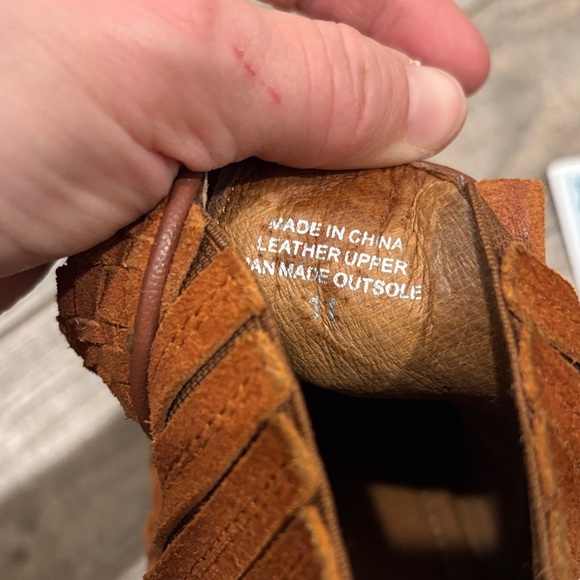 MADE IN CHINA
LEATHER UPPER
MAN MADE OUTSOLE
11